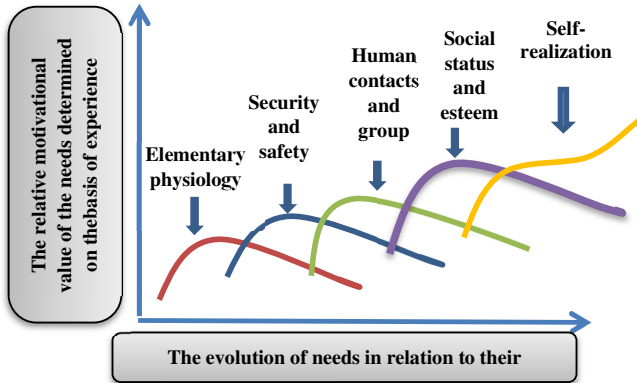 The relative motivational
value of the needs determined
on thebasis of experience
Elementary
physiology
Security
and
safety
Human
contacts
and
group
Social
status and
esteem
Self-
realization
The evolution of needs in relation to their